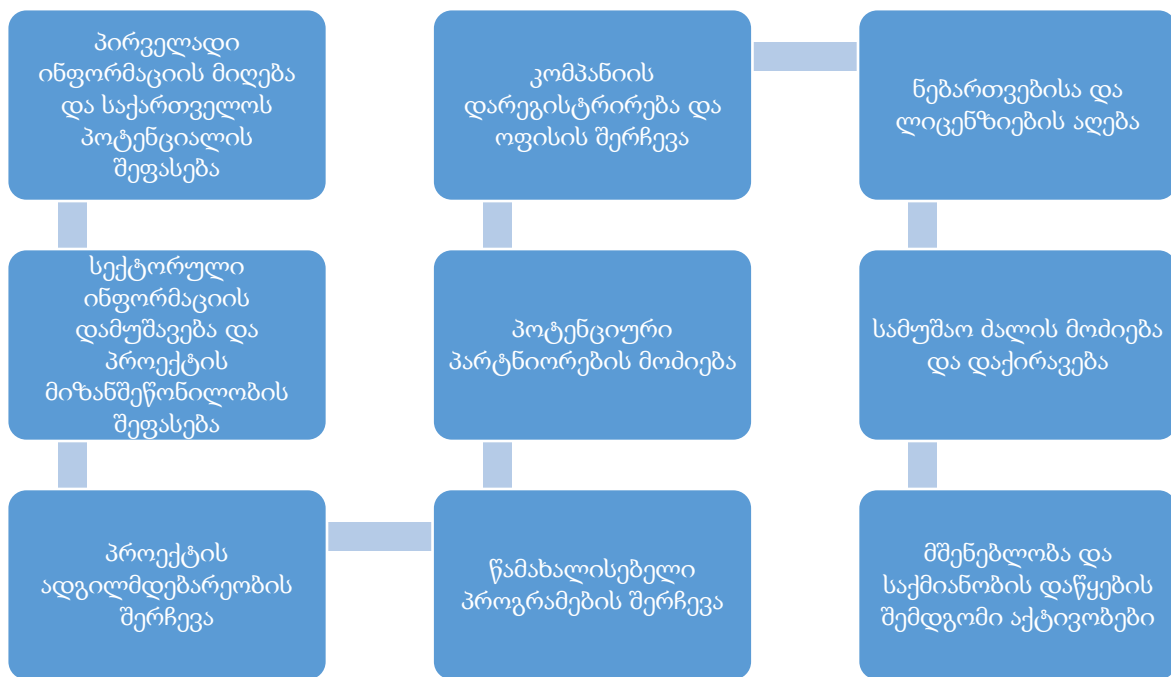 პირველადი
ინფორმაციის მიღება
და საქართველოს
პოტენციალის
შეფასება
სექტორული
ინფორმაციის
დამუშავება და
პროექტის
მიზანშეწონილობის
შეფასება
პროექტის
ადგილმდებარეობის
შერჩევა
წამახალისებელი
პროგრამების შერჩევა
პოტენციური
პარტნიორების მოძიება
კომპანიის
დარეგისტრირება და
ოფისის შერჩევა
ნებართვებისა და
ლიცენზიების აღება
სამუშაო ძალის მოძიება
და დაქირავება
მშენებლობა და
საქმიანობის დაწყების
შემდგომი აქტივობები